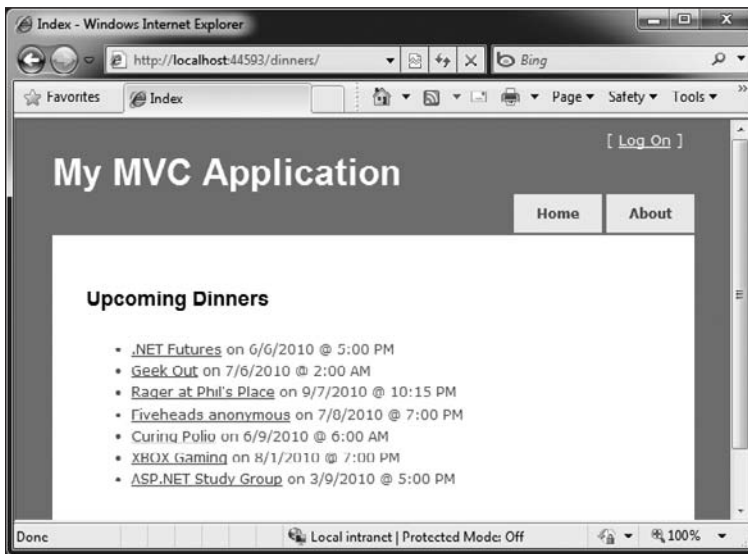 Index - Windows Internet Explorer
http://localhost:44593/dinners/
Bing
Favorites
Index
Page
Safety
Tools
[ Log On ]
My MVC Application
Home
About
Upcoming Dinners
• .NET Futures on 6/6/2010 @ 5:00 PM
• Geek Out on 7/6/2010 @ 2:00 AM
• Rager at Phil's Place on 9/7/2010 @ 10:15 PM
• Fiveheads anonymous on 7/8/2010 @ 7:00 PM
• Curing Polio on 6/9/2010 @ 6:00 AM
• XBOX Gaming on 8/1/2010 @ 7:00 PM
• ASP.NET Study Group on 3/9/2010 @ 5:00 PM
Done
Local intranet | Protected Mode: Off
100%